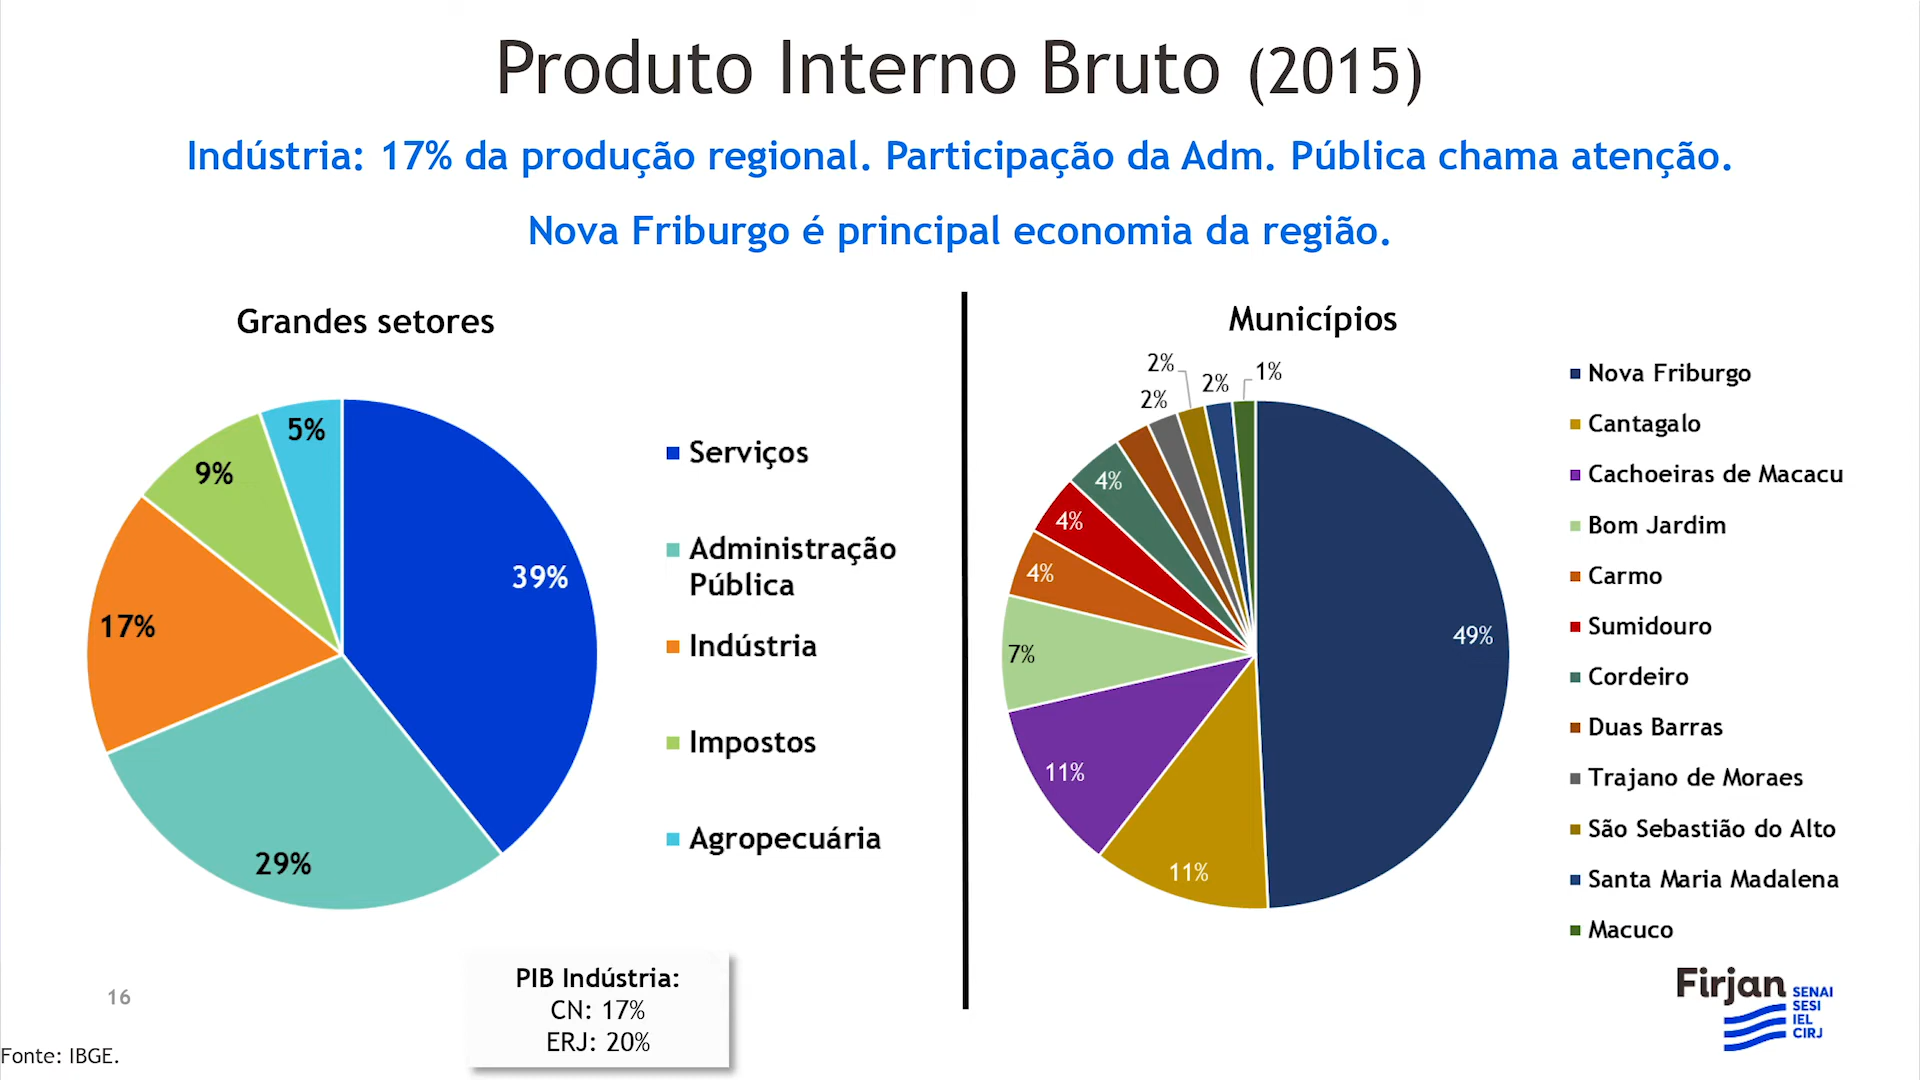 Produto Interno Bruto (2015)
Indústria: 17% da produção regional. Participação da Adm. Pública chama atenção.
Nova Friburgo é principal economia da região.
Grandes setores
5%
9%
39%
17%
29%
Serviços
Administração
Pública
Indústria
Impostos
Agropecuária
PIB Indústria:
CN: 17%
ERJ: 20%
Municípios
2%
2%
2%
1%
4%
4%
4%
7%
11%
11%
49%
Nova Friburgo
Cantagalo
Cachoeiras de Macacu
Bom Jardim
Carmo
Sumidouro
Cordeiro
Duas Barras
Trajano de Moraes
São Sebastião do Alto
Santa Maria Madalena
Macuco
16
Fonte: IBGE.
Firjan
SENAI
SESI
IEL
CIRJ